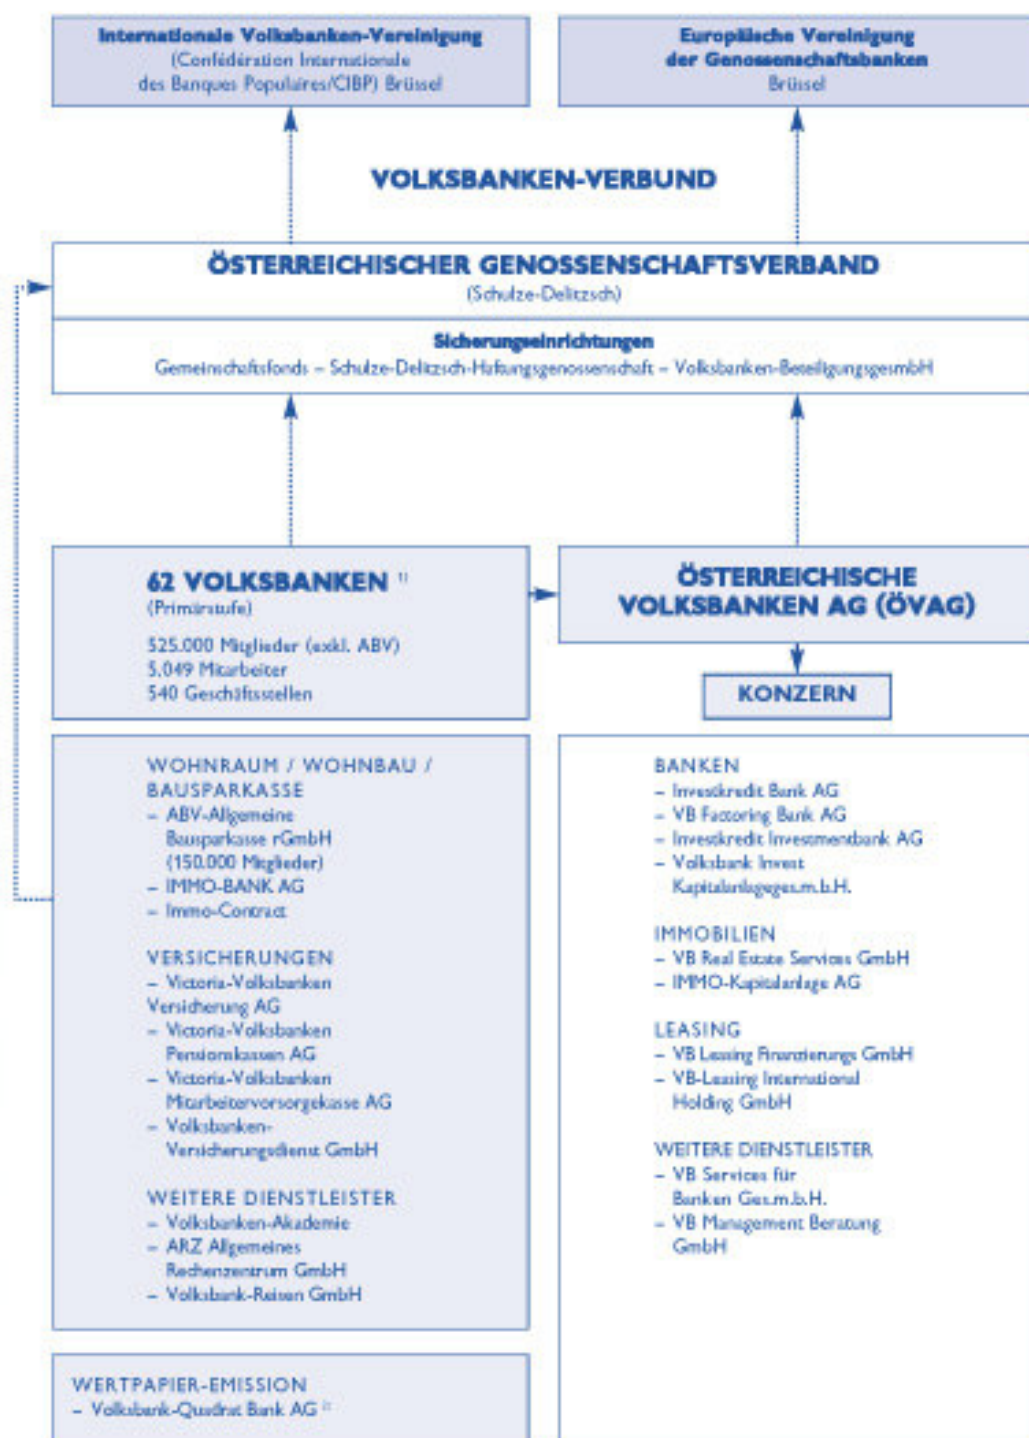 Internationale Volksbanken-Vereinigung
(Confédération Internationale
des Banques Populaires/CIBP) Brüssel
Europäische Vereinigung
der Genossenschaftsbanken
Brüssel
VOLKSBANKEN-VERBUND
ÖSTERREICHISCHER GENOSSENSCHAFTSVERBAND
(Schulze-Delitzsch)
Sicherungseinrichtungen
Gemeinschaftsfonds – Schulze-Delitzsch-Haftungsgenossenschaft – Volksbanken-BeteiligungsgesmbH
62 VOLKSBANKEN 1)
(Primärstufe)
525.000 Mitglieder (exkl. ABV)
5.049 Mitarbeiter
540 Geschäftsstellen
ÖSTERREICHISCHE
VOLKSBANKEN AG (ÖVAG)
KONZERN
WOHNRAUM / WOHNBAU /
BAUSPARKASSE
– ABV-Allgemeine
Bausparkasse rGmbH
(150.000 Mitglieder)
– IMMO-BANK AG
– Immo-Contract
VERSICHERUNGEN
– Victoria-Volksbanken
Versicherung AG
– Victoria-Volksbanken
Pensionskassen AG
– Victoria-Volksbanken
Mitarbeitervorsorgekasse AG
– Volksbanken-
Versicherungsdienst GmbH
WEITERE DIENSTLEISTER
– Volksbanken-Akademie
– ARZ Allgemeines
Rechenzentrum GmbH
– Volksbank-Reisen GmbH
WERTPAPIER-EMISSION
– Volksbank-Quadrat Bank AG 2)
BANKEN
– Investkredit Bank AG
– VB Factoring Bank AG
– Investkredit Investmentbank AG
– Volksbank Invest
Kapitalanlageges.m.b.H.
IMMOBILIEN
– VB Real Estate Services GmbH
– IMMO-Kapitalanlage AG
LEASING
– VB Leasing Finanzierungs GmbH
– VB-Leasing International
Holding GmbH
WEITERE DIENSTLEISTER
– VB Services für
Banken Ges.m.b.H.
– VB Management Beratung
GmbH